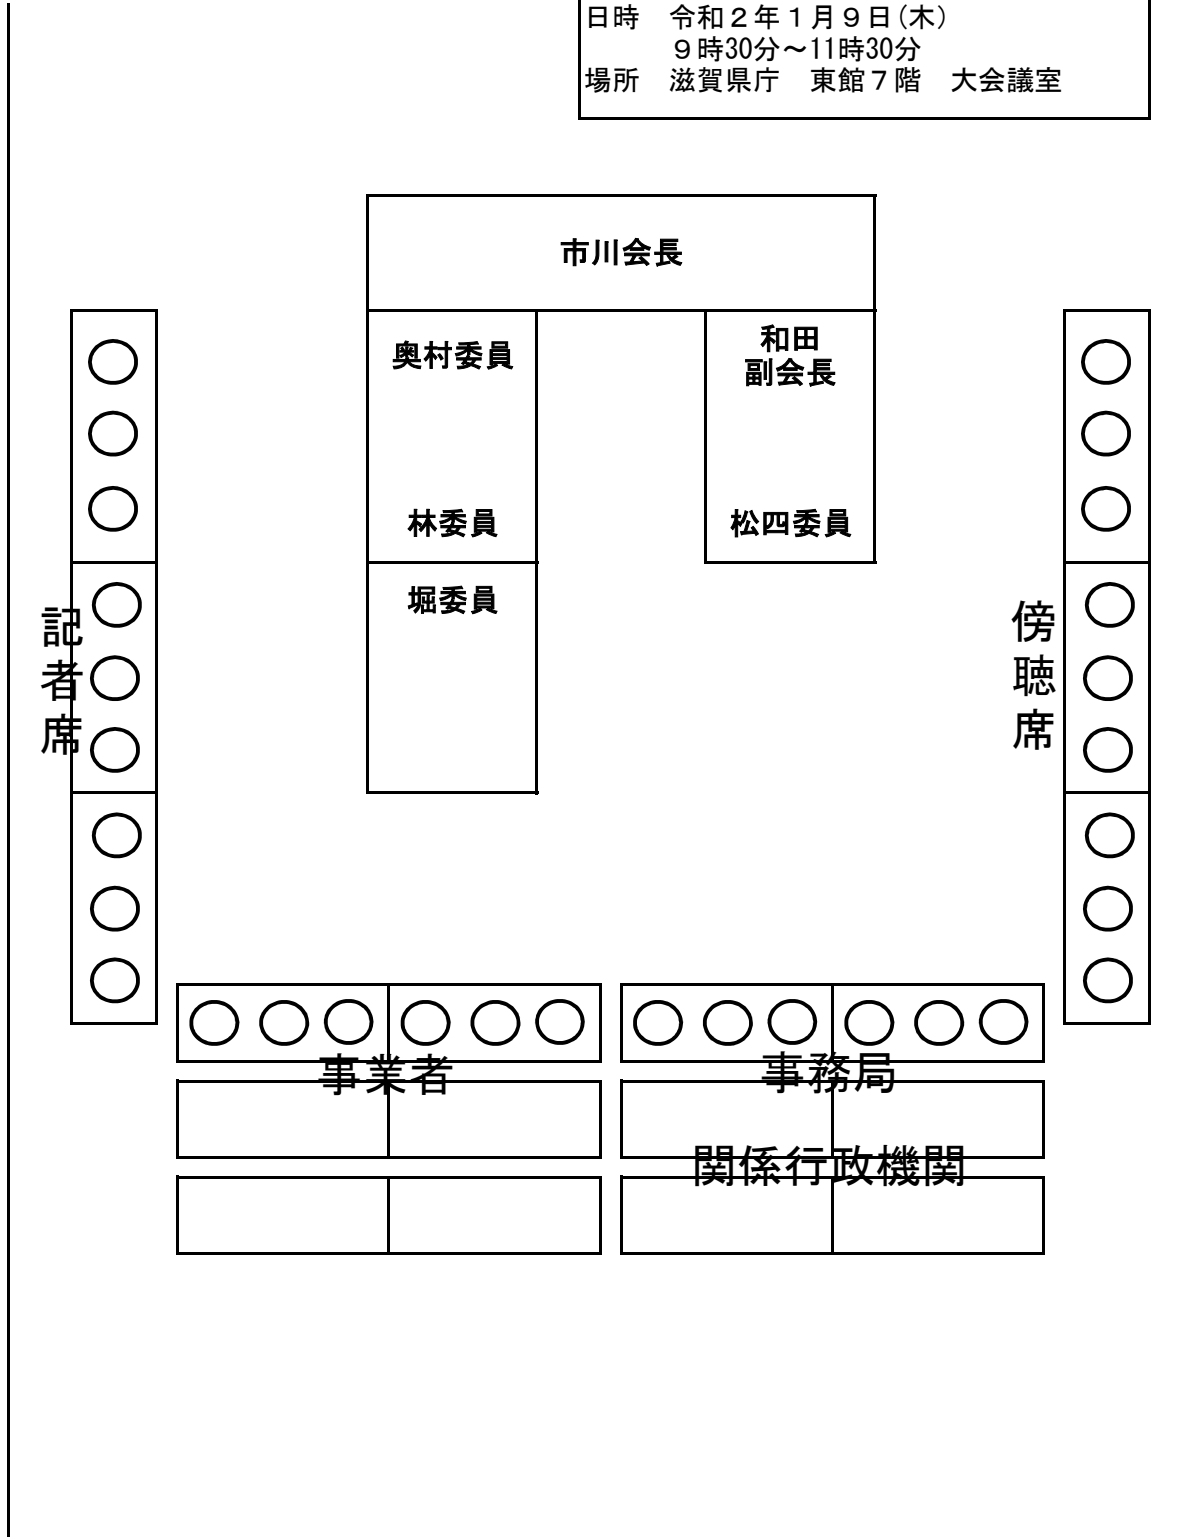 日時　令和２年１月９日(木)
９時30分～11時30分
場所　滋賀県庁　東館７階　大会議室
市川会長
奥村委員
和田
副会長
林委員
松四委員
堀委員
記者席
傍聴席
事業者
事務局
関係行政機関